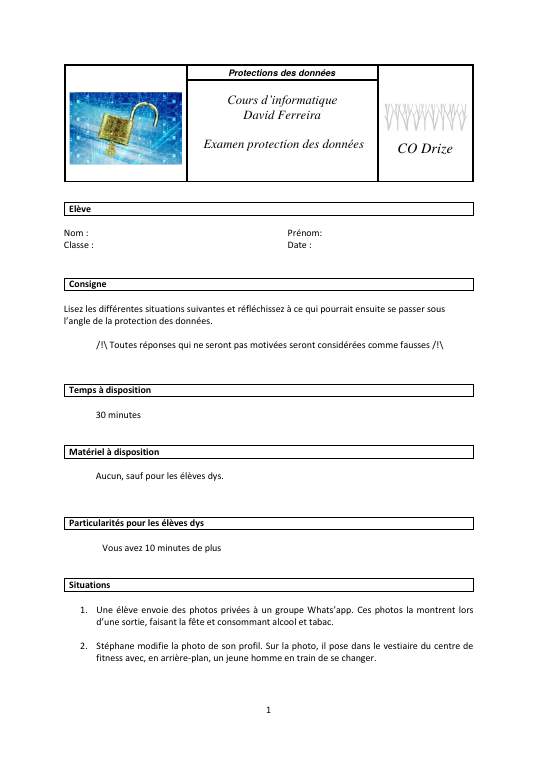 Protections des données
Cours d'informatique
David Ferreira
Examen protection des données
CO Drize
Elève
Nom : Prénom:
Classe : Date :
Consigne
Lisez les différentes situations suivantes et réfléchissez à ce qui pourrait ensuite se passer sous
l'angle de la protection des données.
/!\ Toutes réponses qui ne seront pas motivées seront considérées comme fausses /!\
Temps à disposition
30 minutes
Matériel à disposition
Aucun, sauf pour les élèves dys.
Particularités pour les élèves dys
Vous avez 10 minutes de plus
Situations
1. Une élève envoie des photos privées à un groupe Whats'app. Ces photos la montrent lors
d'une sortie, faisant la fête et consommant alcool et tabac.
2. Stéphane modifie la photo de son profil. Sur la photo, il pose dans le vestiaire du centre de
fitness avec, en arrière-plan, un jeune homme en train de se changer.
1